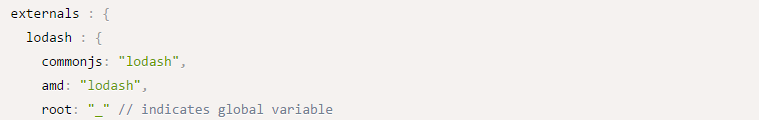 externals : {
lodash : {
commonjs: "lodash",
amd: "lodash",
root: "_" // indicates global variable